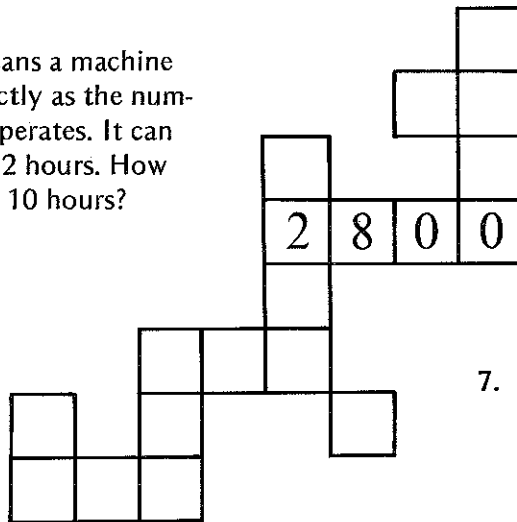 ans a machine
ctly as the num-
perates. It can
2 hours. How
10 hours?
2 8 0 0
7.